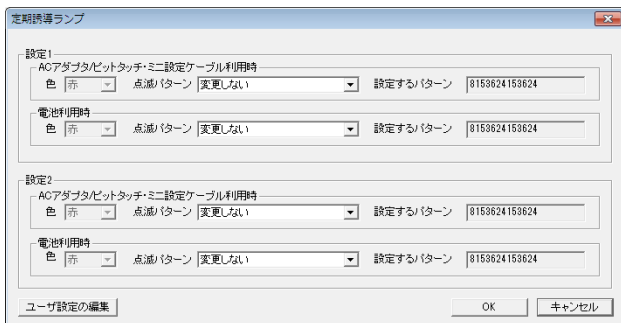 定期誘導ランプ
設定1
ACアダプタ/ピットタッチ・ミニ設定ケーブル利用時
色 赤 点滅パターン 変更しない 設定するパターン 8153624153624
電池利用時
色 赤 点滅パターン 変更しない 設定するパターン 8153624153624
設定2
ACアダプタ/ピットタッチ・ミニ設定ケーブル利用時
色 赤 点滅パターン 変更しない 設定するパターン 8153624153624
電池利用時
色 赤 点滅パターン 変更しない 設定するパターン 8153624153624
ユーザ設定の編集 OK キャンセル